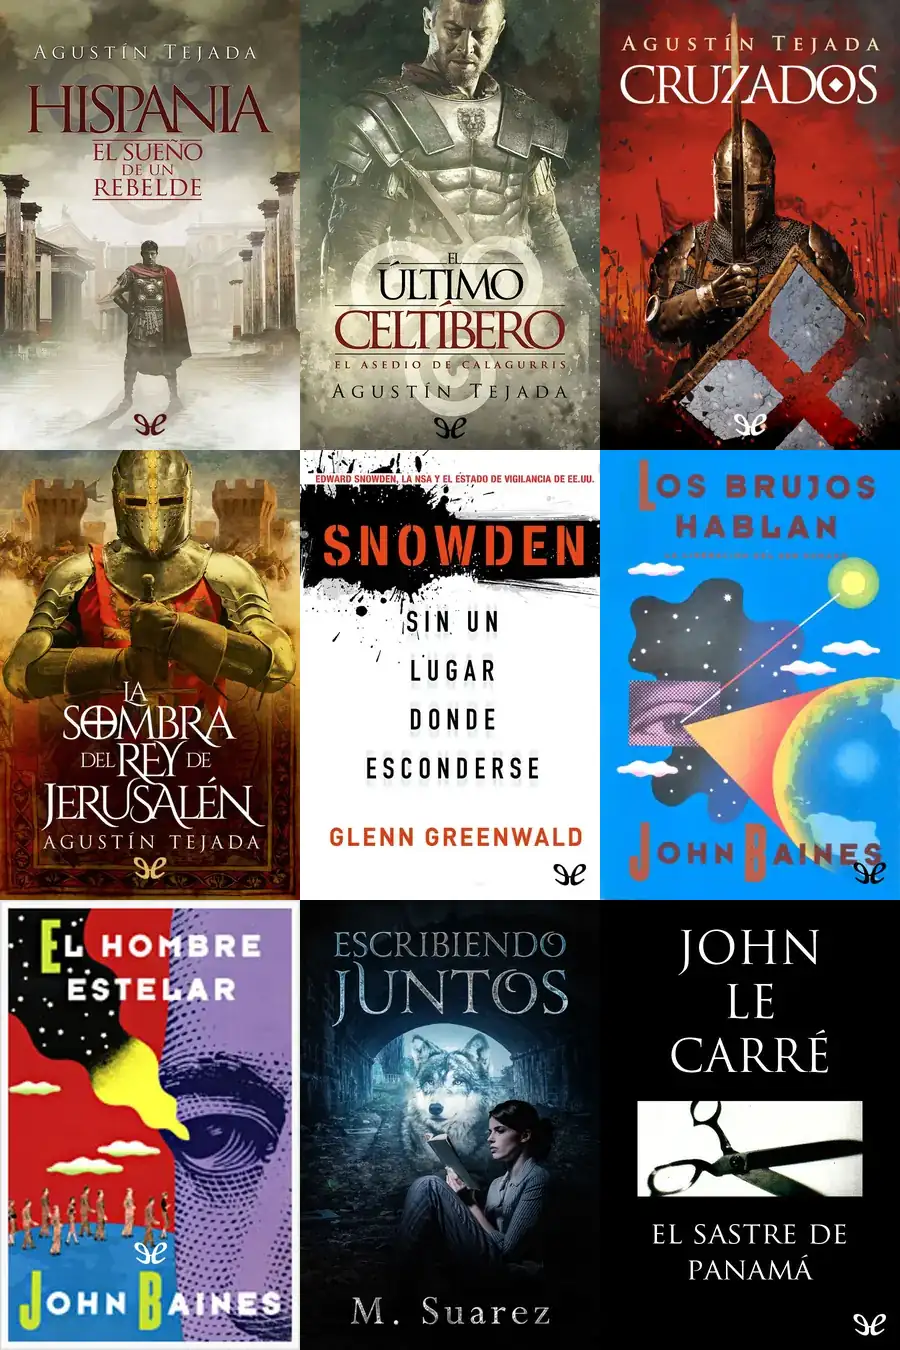 AGUSTÍN TEJADA
HISPANIA
EL SUEÑO
DE UN
REBELDE
EL
ÚLTIMO
CELTÍBERO
EL ASEDIO DE CALAGURRIS
AGUSTÍN TEJADA
AGUSTÍN TEJADA
CRUZADOS
LA
SOMBRA
DEL REY DE
JERUSALÉN
AGUSTÍN TEJADA
EDWARD SNOWDEN, LA NSA Y EL ESTADO DE VIGILANCIA DE EE.UU.
SNOWDEN
SIN UN
LUGAR
DONDE
ESCONDERSE
GLENN GREENWALD
LOS BRUJOS
HABLAN
JOHN BAINES
EL HOMBRE
ESTELAR
JOHN BAINES
ESCRIBIENDO
JUNTOS
M. Suarez
JOHN
LE
CARRÉ
EL SASTRE DE
PANAMÁ